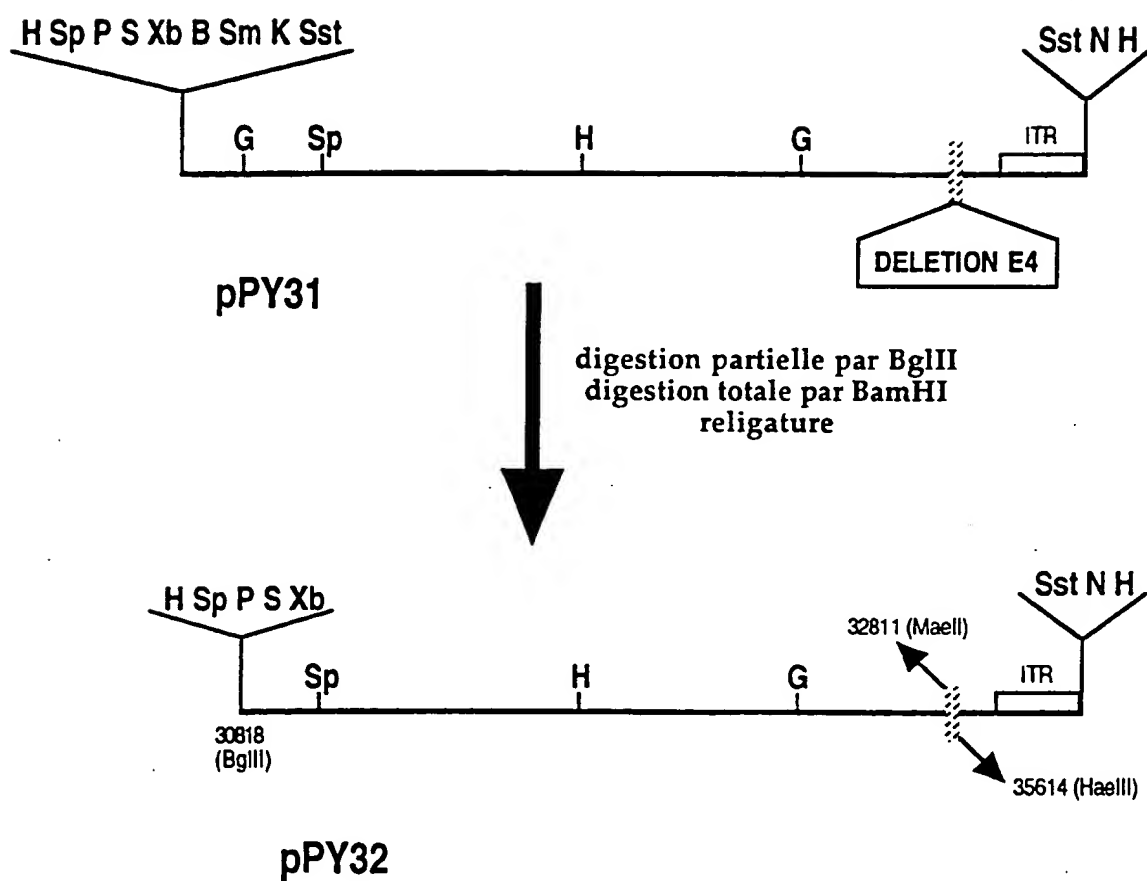 H Sp P S Xb B Sm K Sst
Sst N H
G
Sp
H
G
ITR
DELETION E4
pPY31
digestion partielle par BglII
digestion totale par BamHI
religature
H Sp P S Xb
Sst N H
32811 (MaeII)
Sp
H
G
ITR
30818
(BglII)
35614 (HaeIII)
pPY32